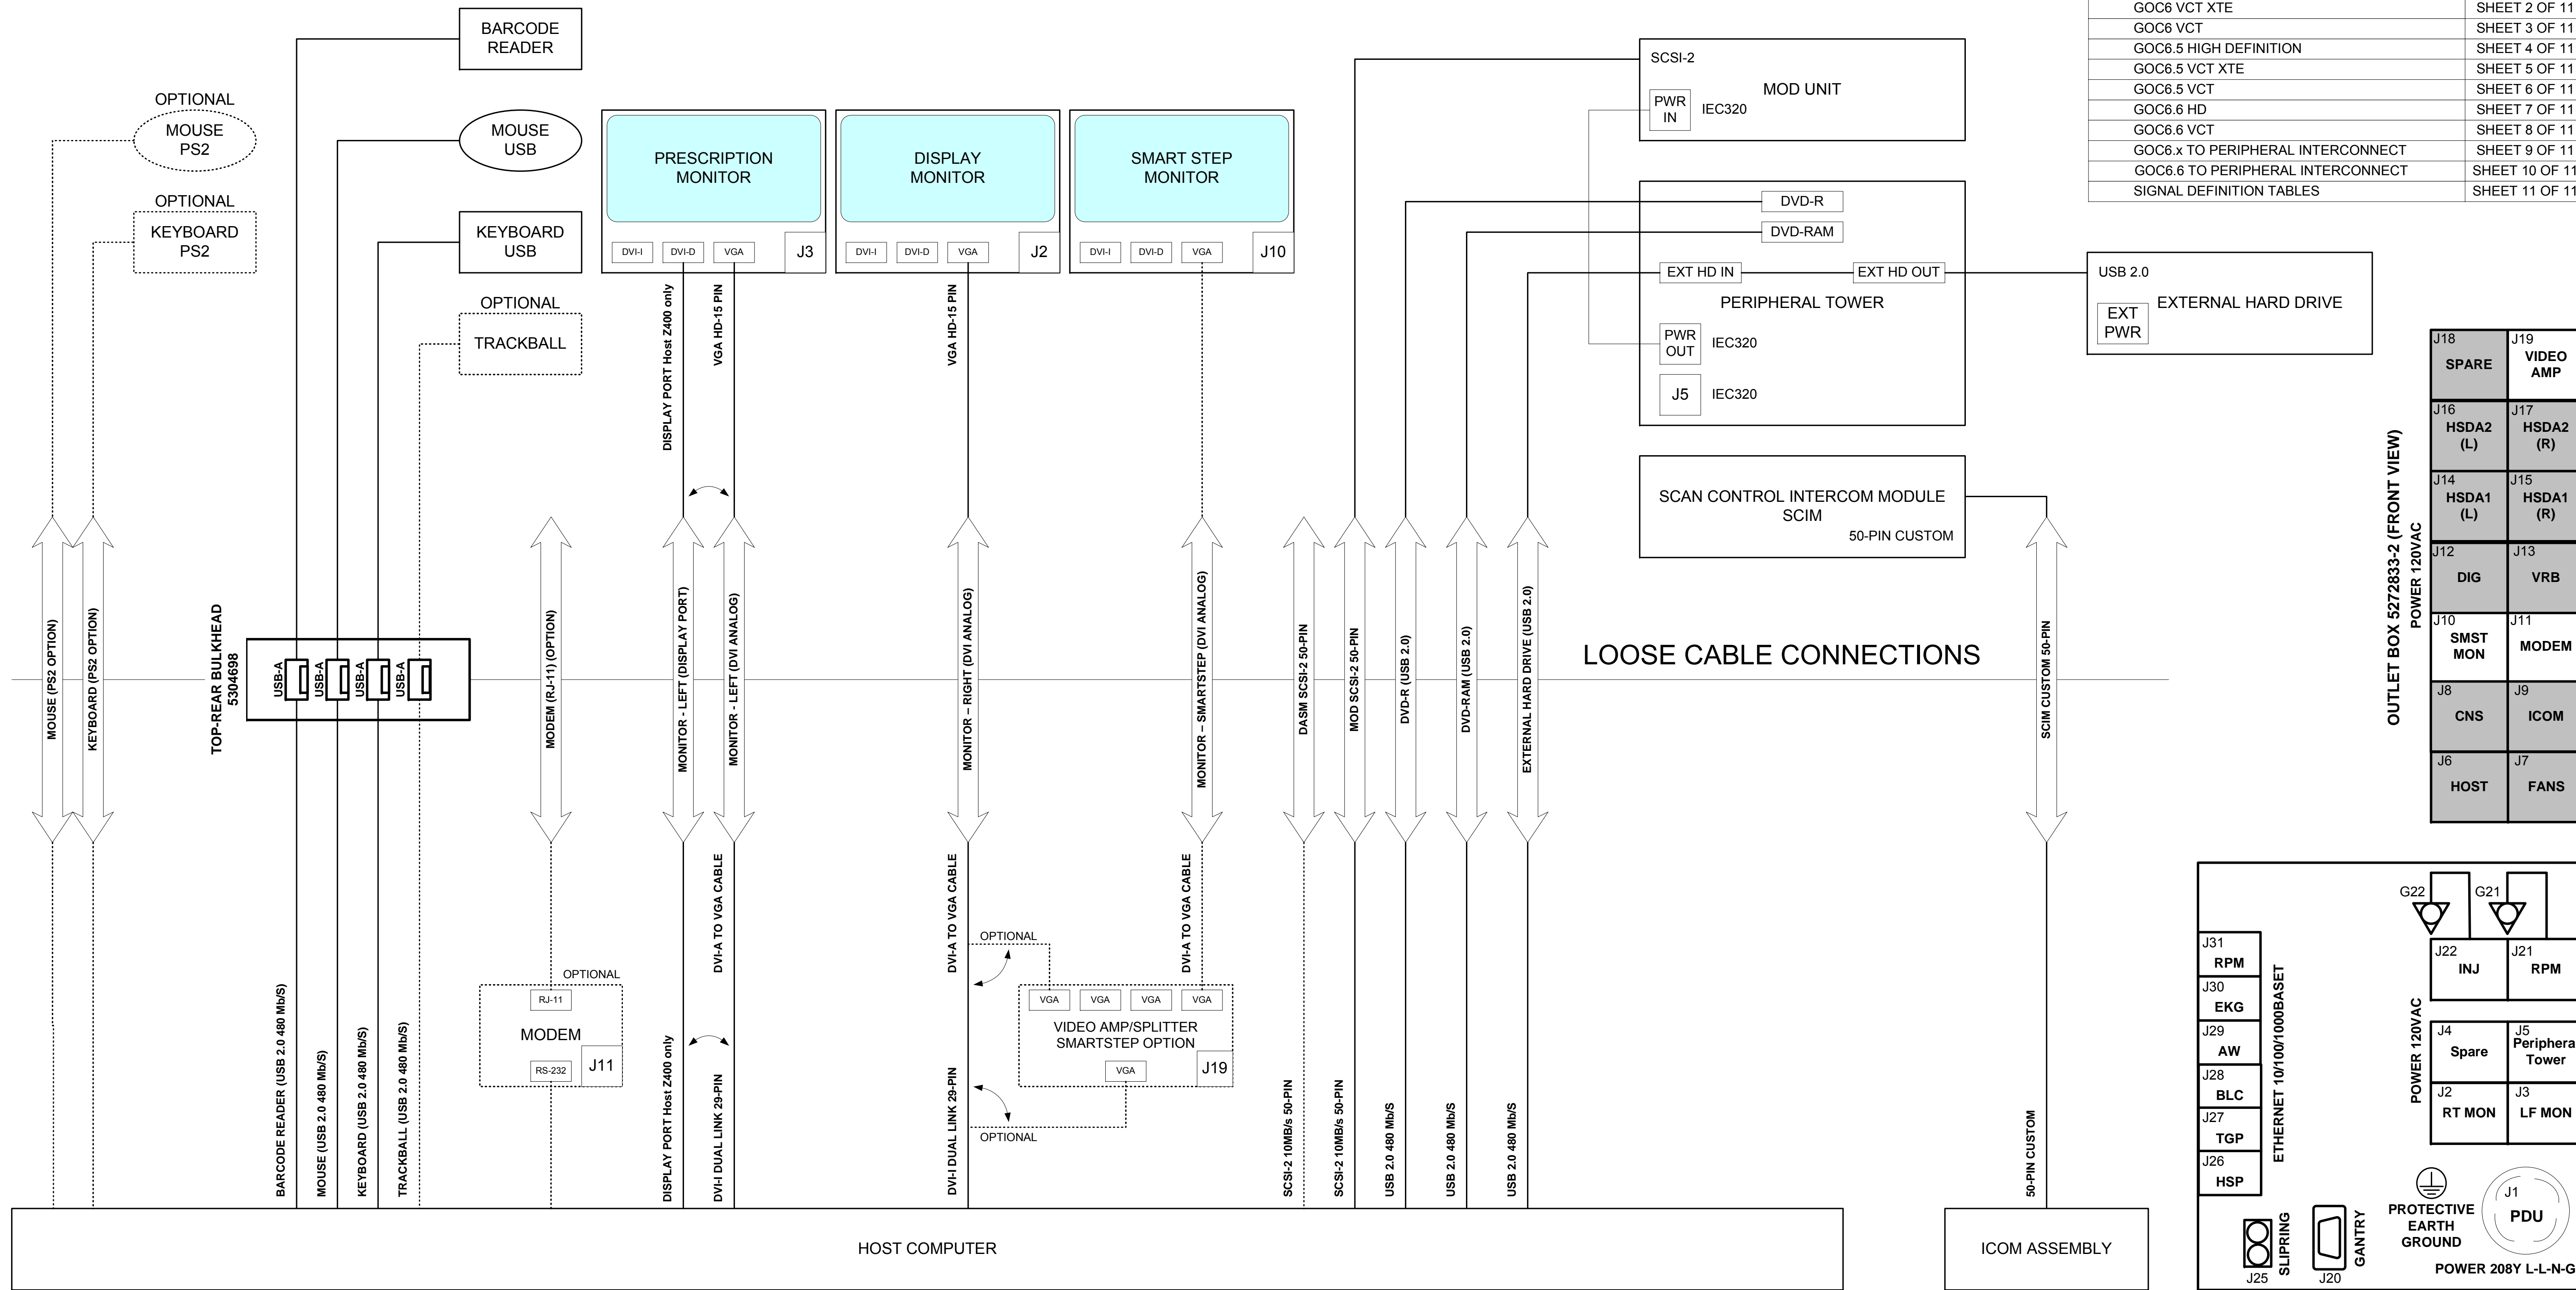 GOC6 VCT XTE SHEET 2 OF 11
GOC6 VCT SHEET 3 OF 11
GOC6.5 HIGH DEFINITION SHEET 4 OF 11
GOC6.5 VCT XTE SHEET 5 OF 11
GOC6.5 VCT SHEET 6 OF 11
GOC6.6 HD SHEET 7 OF 11
GOC6.6 VCT SHEET 8 OF 11
GOC6.x TO PERIPHERAL INTERCONNECT SHEET 9 OF 11
GOC6.6 TO PERIPHERAL INTERCONNECT SHEET 10 OF 11
SIGNAL DEFINITION TABLES SHEET 11 OF 11
BARCODE
READER
OPTIONAL
MOUSE
PS2
MOUSE
USB
OPTIONAL
KEYBOARD
PS2
KEYBOARD
USB
OPTIONAL
TRACKBALL
PRESCRIPTION
MONITOR
DVI-I DVI-D VGA J3
DISPLAY
MONITOR
DVI-I DVI-D VGA J2
SMART STEP
MONITOR
DVI-I DVI-D VGA J10
SCSI-2
MOD UNIT
PWR
IN
IEC320
DVD-R
DVD-RAM
EXT HD IN
EXT HD OUT
PERIPHERAL TOWER
PWR
OUT
IEC320
J5
IEC320
USB 2.0
EXTERNAL HARD DRIVE
EXT
PWR
SCAN CONTROL INTERCOM MODULE
SCIM
50-PIN CUSTOM
DISPLAY PORT Host Z400 only
VGA HD-15 PIN
VGA HD-15 PIN
MOUSE (PS2 OPTION)
KEYBOARD (PS2 OPTION)
TOP-REAR BULKHEAD
5304698
USB-A
USB-A
USB-A
USB-A
MODEM (RJ-11) (OPTION)
MONITOR - LEFT (DISPLAY PORT)
MONITOR - LEFT (DVI ANALOG)
MONITOR – RIGHT (DVI ANALOG)
MONITOR – SMARTSTEP (DVI ANALOG)
DASM SCSI-2 50-PIN
MOD SCSI-2 50-PIN
DVD-R (USB 2.0)
DVD-RAM (USB 2.0)
EXTERNAL HARD DRIVE (USB 2.0)
LOOSE CABLE CONNECTIONS
SCIM CUSTOM 50-PIN
BARCODE READER (USB 2.0 480 Mb/S)
MOUSE (USB 2.0 480 Mb/S)
KEYBOARD (USB 2.0 480 Mb/S)
TRACKBALL (USB 2.0 480 Mb/S)
OPTIONAL
RJ-11
MODEM
RS-232
J11
DISPLAY PORT Host Z400 only
DVI-A TO VGA CABLE
DVI-I DUAL LINK 29-PIN
DVI-A TO VGA CABLE
DVI-I DUAL LINK 29-PIN
OPTIONAL
DVI-A TO VGA CABLE
VGA VGA VGA VGA
VIDEO AMP/SPLITTER
SMARTSTEP OPTION
VGA
J19
OPTIONAL
SCSI-2 10MB/s 50-PIN
SCSI-2 10MB/s 50-PIN
USB 2.0 480 Mb/S
USB 2.0 480 Mb/S
USB 2.0 480 Mb/S
50-PIN CUSTOM
HOST COMPUTER
ICOM ASSEMBLY
OUTLET BOX 5272833-2 (FRONT VIEW)
POWER 120VAC
J18 J19
SPARE VIDEO
AMP
J16 J17
HSDA2 HSDA2
(L) (R)
J14 J15
HSDA1 HSDA1
(L) (R)
J12 J13
DIG VRB
J10 J11
SMST
MON MODEM
J8 J9
CNS ICOM
J6 J7
HOST FANS
G22 G21
J22 J21
INJ RPM
POWER 120VAC
J4 J5
Spare Periphera
Tower
J2 J3
RT MON LF MON
J31
RPM
J30
EKG
J29
AW
J28
BLC
J27
TGP
J26
HSP
ETHERNET 10/100/1000BASET
SLIPRING
J25
GANTRY
J20
PROTECTIVE
EARTH
GROUND
J1
PDU
POWER 208Y L-L-N-G